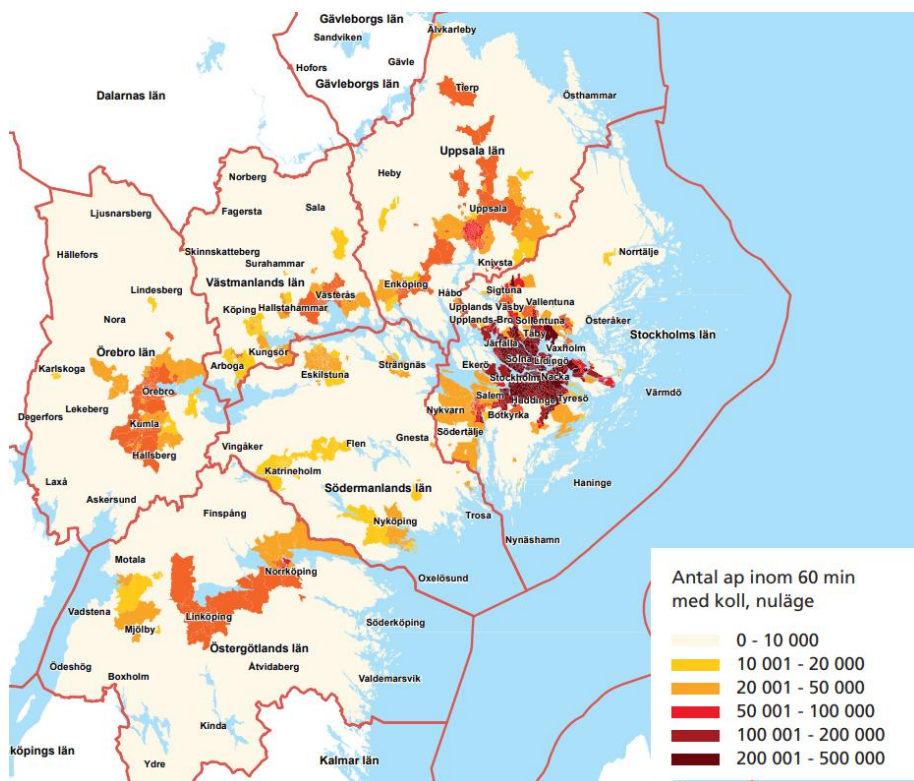 Gävleborgs län
Sandviken
Älvkarleby
Hofors
Gävle
Gävleborgs län
Dalarnas län
Tierp
Östhammar
Uppsala län
Norberg
Heby
Ljusnarsberg
Fagersta
Sala
Uppsala
Hällefors
Skinnskatteberg
Surahammar
Norrtälje
Knivsta
Västmanlands län
Enköping
Håbo
Sigtuna
Lindesberg
Västerås
Köping
Hallstahammar
Upplands Väsby
Vallentuna
Nora
Upplands-Bro
Sollentuna
Österåker
Täby
Stockholms län
Örebro län
Kungsör
Järfälla
Vaxholm
Karlskoga
Arboga
Strängnäs
Ekerö
Solna
Lidingö
Eskilstuna
Örebro
Stockholm
Nacka
Värmdö
Degerfors
Lekeberg
Nykvarn
Salem
Huddinge
Tyresö
Kumla
Botkyrka
Södertälje
Gnesta
Hallsberg
Vingåker
Flen
Katrineholm
Laxå
Haninge
Askersund
Södermanlands län
Finspång
Trosa
Nyköping
Nynäshamn
Motala
Norrköping
Oxelösund
Vadstena
Linköping
Söderköping
Mjölby
Östergötlands län
Ödeshög
Åtvidaberg
Boxholm
Valdemarsvik
Kinda
köpings län
Kalmar län
Ydre
Antal ap inom 60 min
med koll, nuläge
0 - 10 000
10 001 - 20 000
20 001 - 50 000
50 001 - 100 000
100 001 - 200 000
200 001 - 500 000